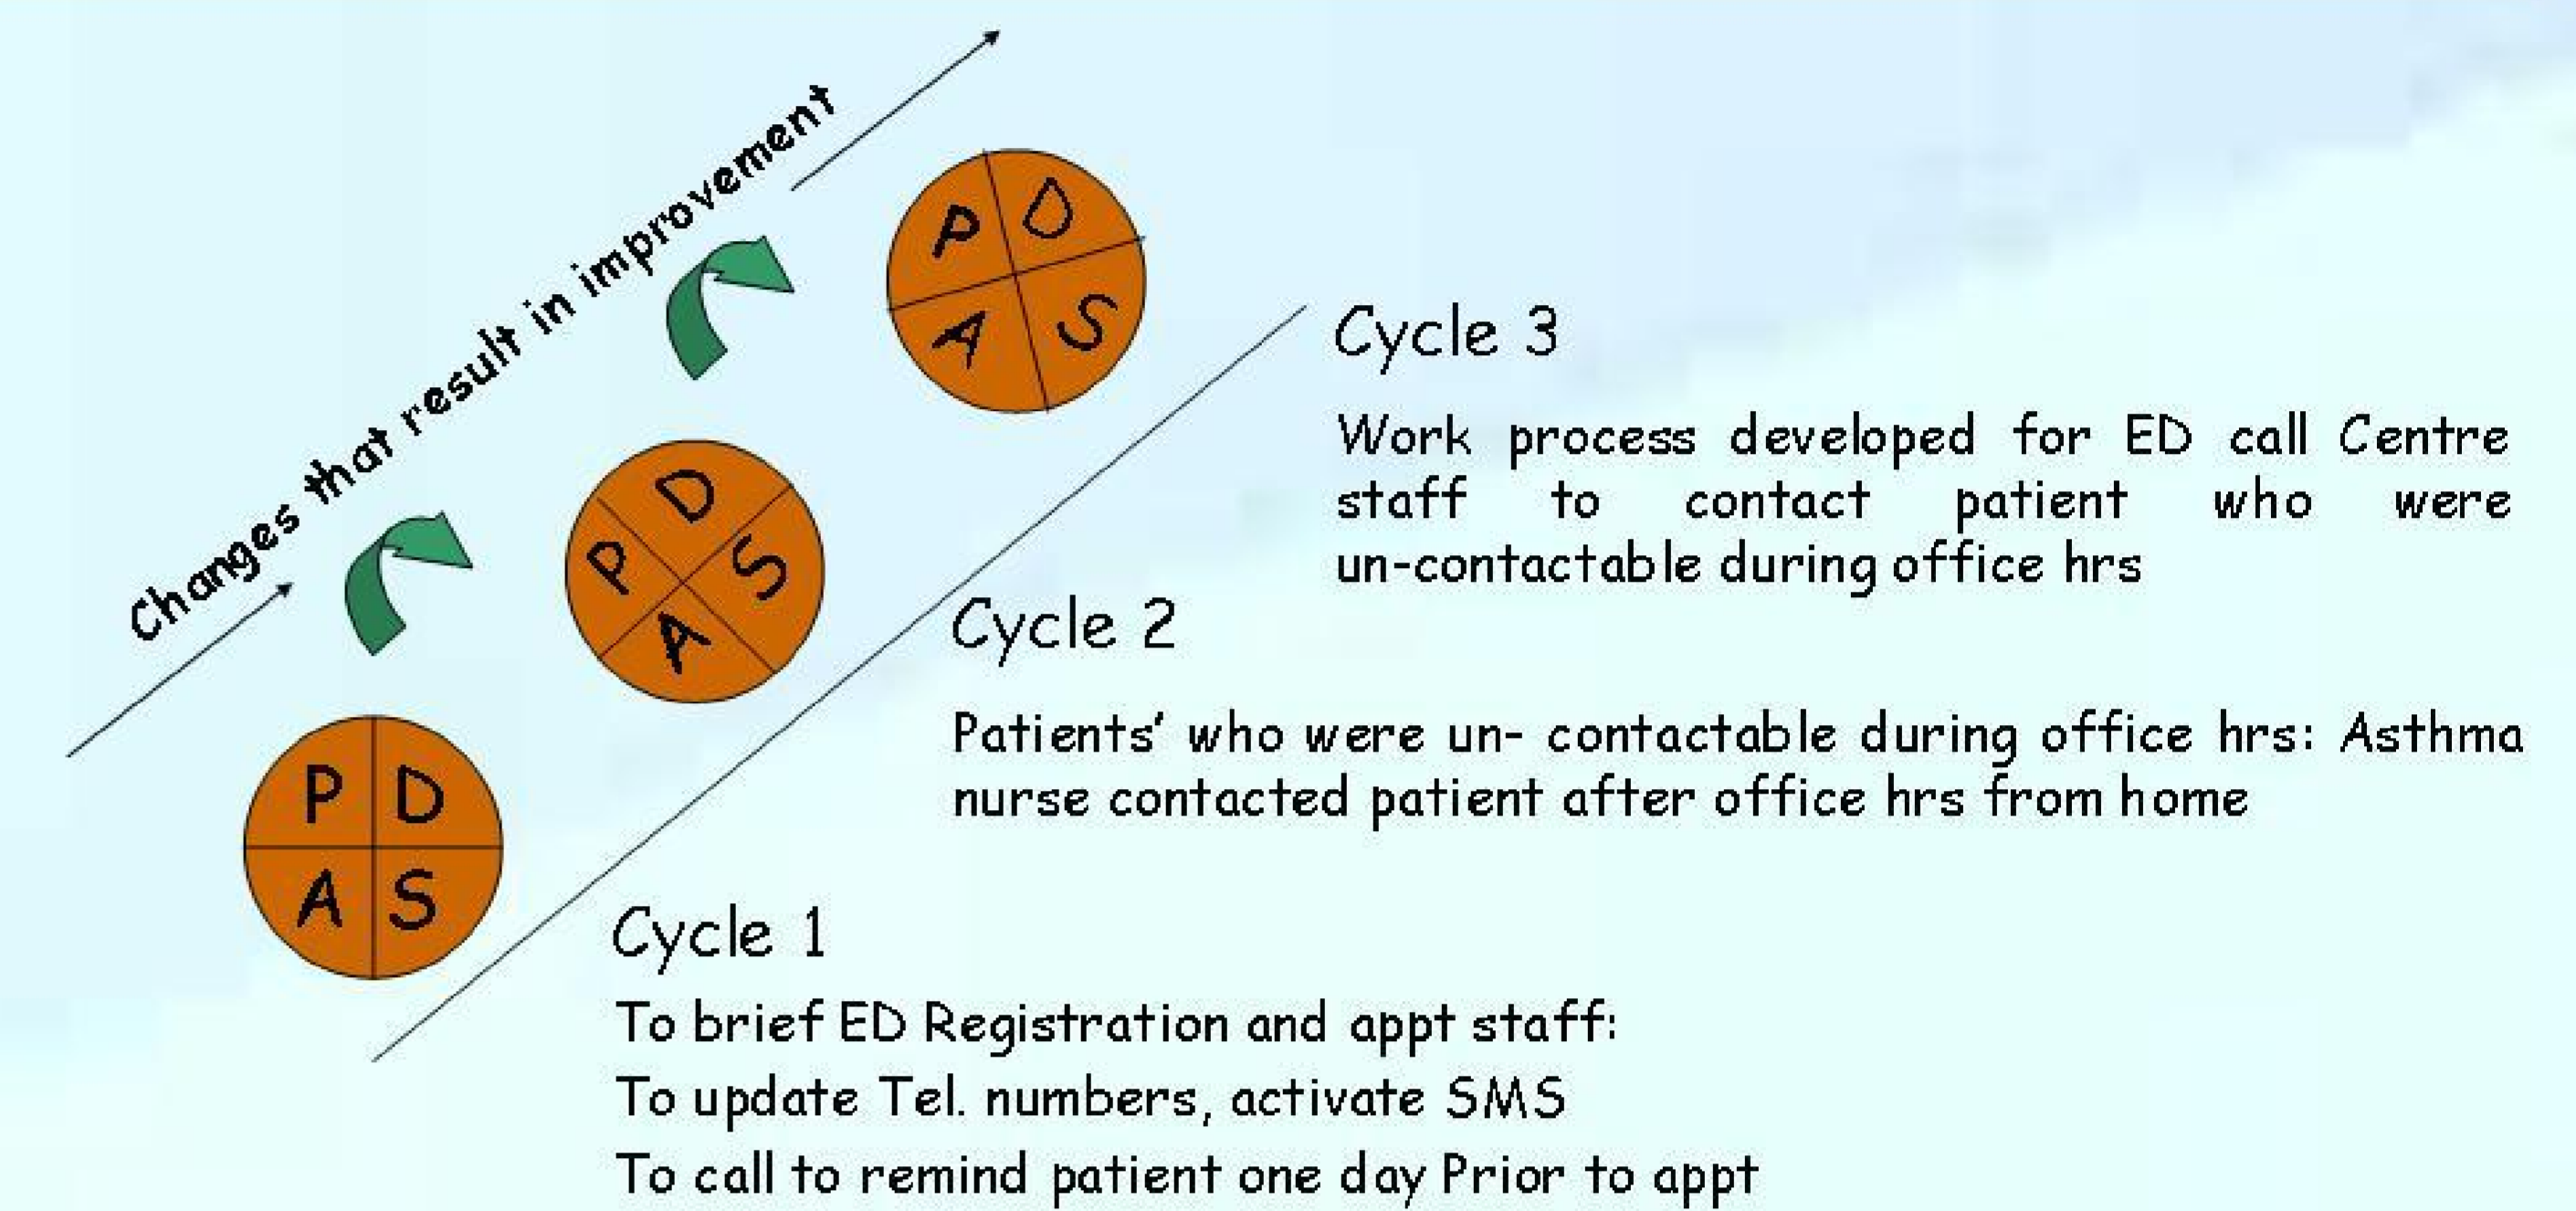 Changes that result in improvement
P D
A S
P D
A S
P D
A S
Cycle 3
Work process developed for ED call Centre
staff to contact patient who were
un-contactable during office hrs
Cycle 2
Patients’ who were un- contactable during office hrs: Asthma
nurse contacted patient after office hrs from home
Cycle 1
To brief ED Registration and appt staff:
To update Tel. numbers, activate SMS
To call to remind patient one day Prior to appt